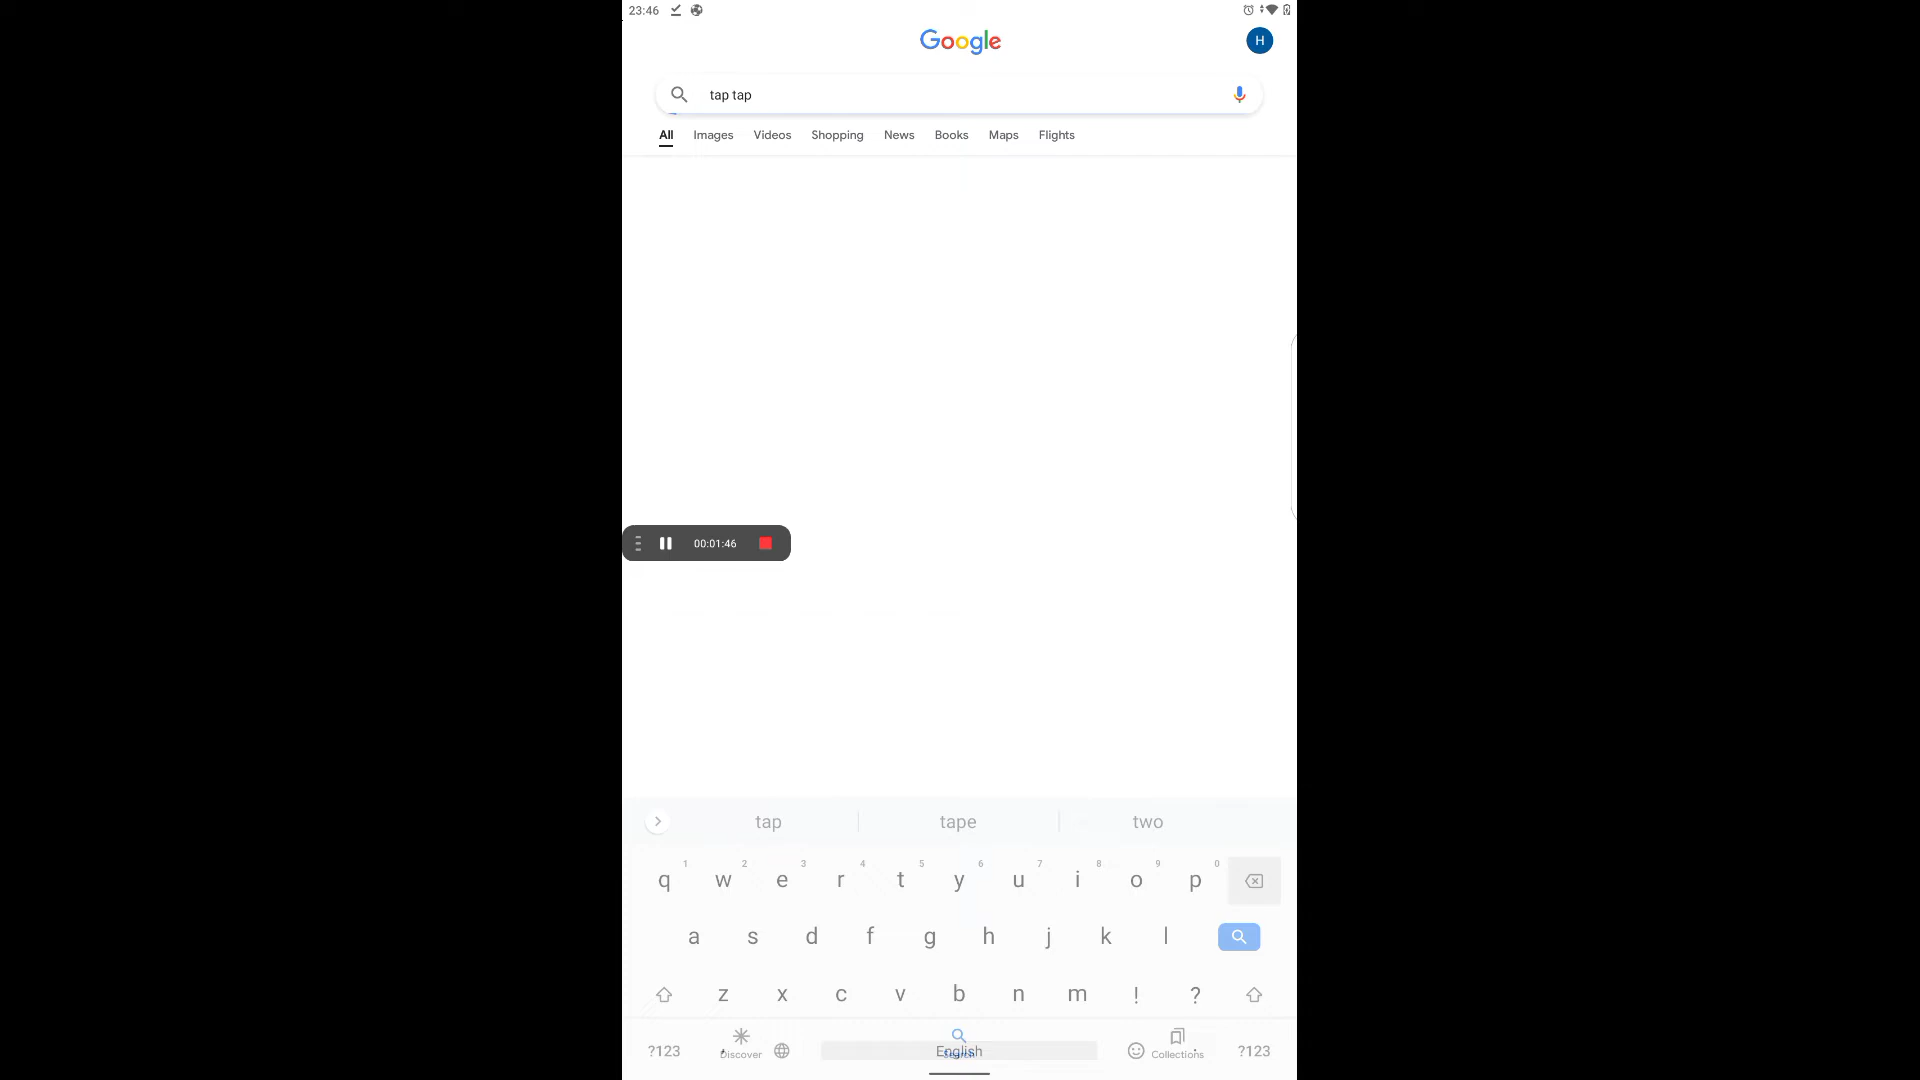 23:46
Google
H
tap tap
All Images Videos Shopping News Books Maps Flights
00:01:46
tap tape two
1 2 3 4 5 6 7 8 9 0
q w e r t y u i o p
a s d f g h j k l
z x c v b n m ! ?
?123 , Discover English Collections . ?123